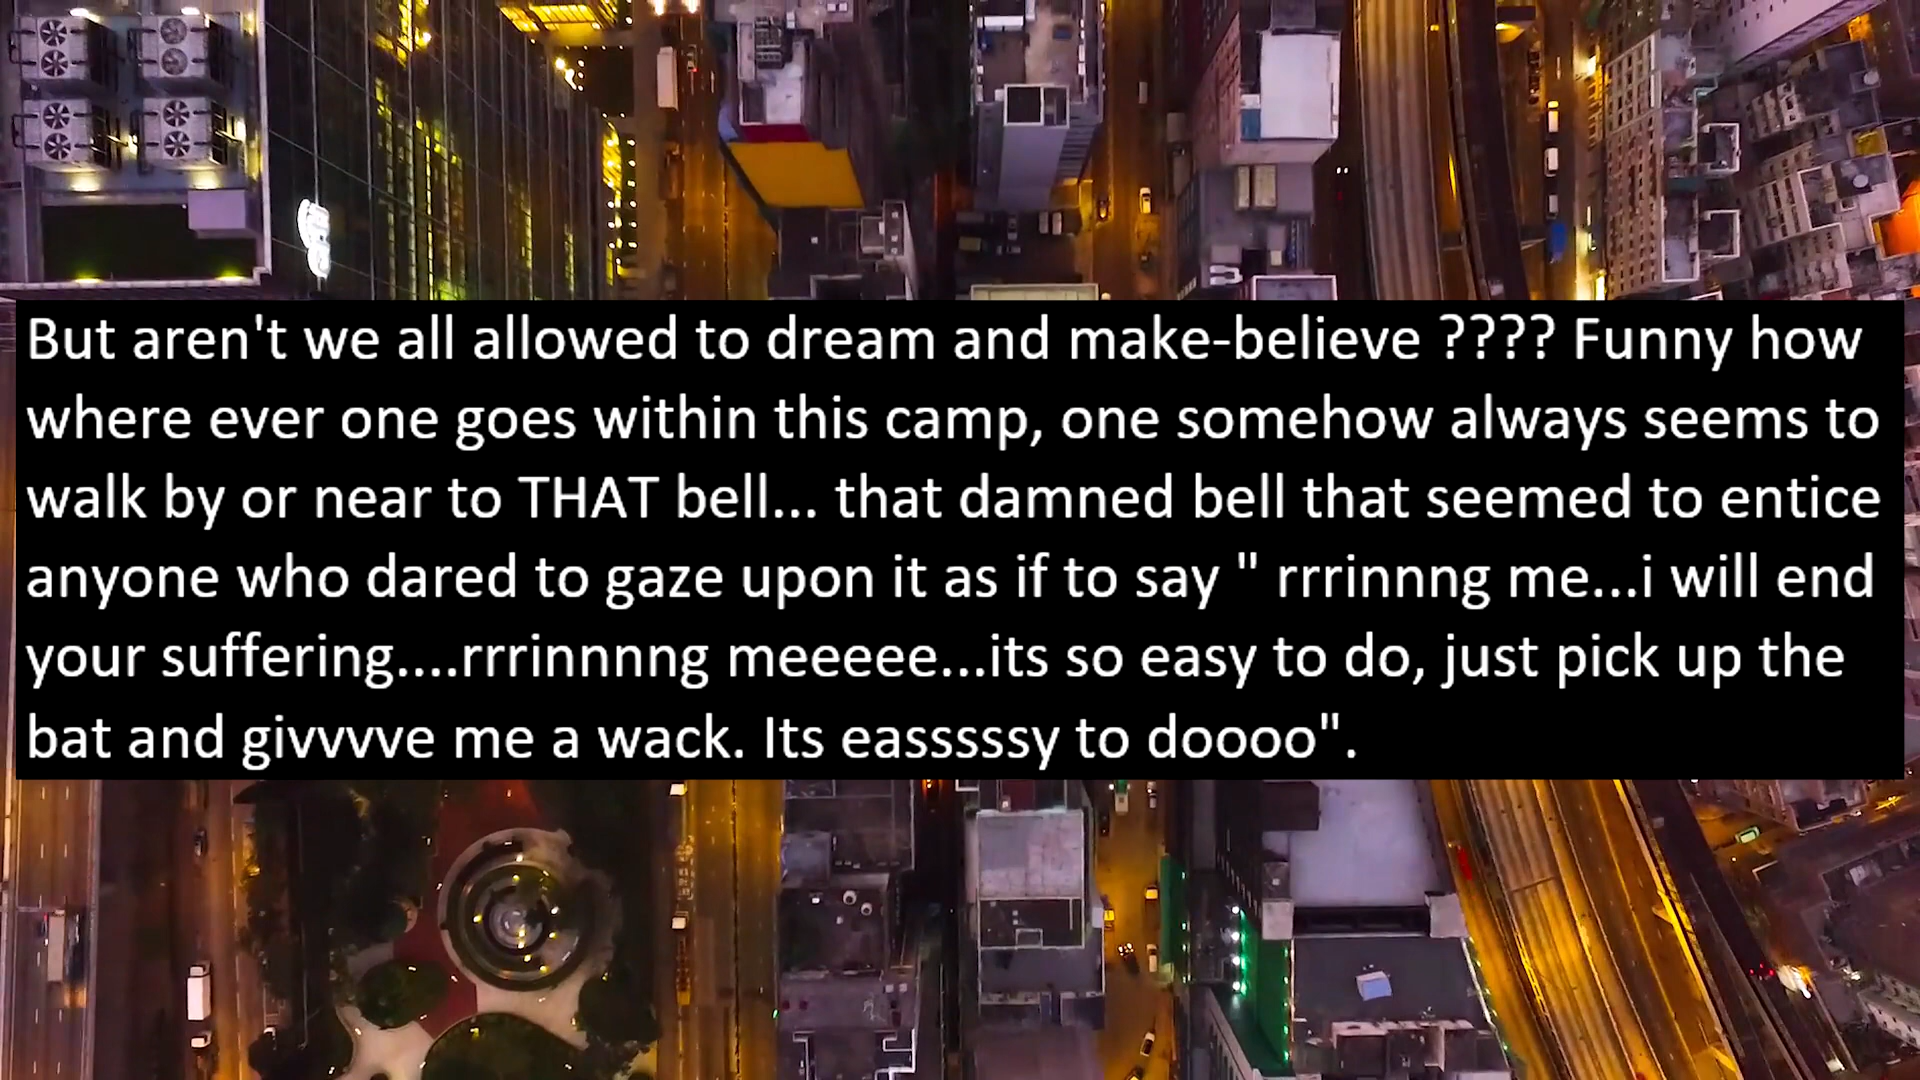 But aren't we all allowed to dream and make-believe ???? Funny how
where ever one goes within this camp, one somehow always seems to
walk by or near to THAT bell... that damned bell that seemed to entice
anyone who dared to gaze upon it as if to say " rrrinnng me...i will end
your suffering....rrrinnnng meeeee...its so easy to do, just pick up the
bat and givvvve me a wack. Its easssssy to doooo".